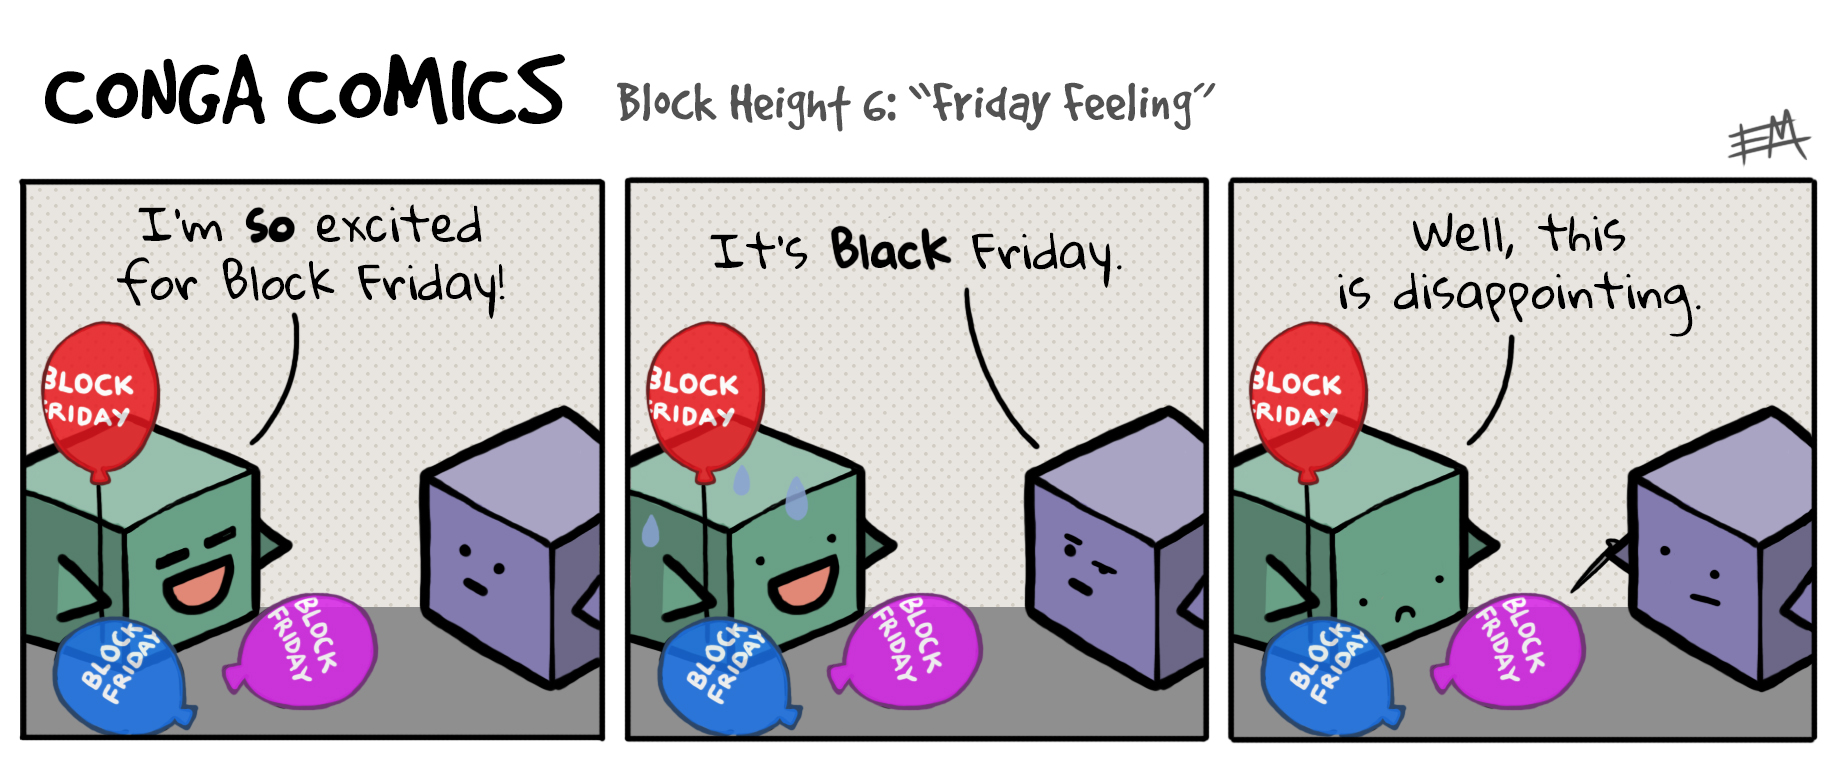 CONGA COMICS
Block Height 6: “Friday Feeling”
EM
I'm so excited
for Block Friday!
BLOCK
FRIDAY
BLOCK
FRIDAY
BLOCK
FRIDAY
It's Black Friday.
BLOCK
FRIDAY
BLOCK
FRIDAY
BLOCK
FRIDAY
Well, this
is disappointing.
BLOCK
FRIDAY
BLOCK
FRIDAY
BLOCK
FRIDAY